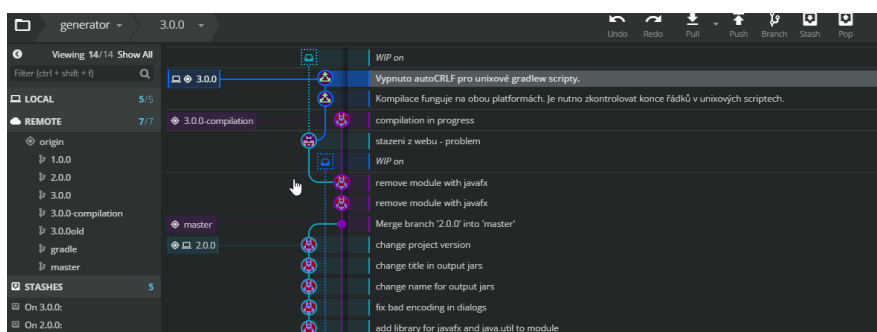 generator 3.0.0
Undo Redo Pull Push Branch Stash Pop
Viewing 14/14 Show All
Filter (ctrl + shift + f)
LOCAL 5/5
REMOTE 7/7
origin
1.0.0
2.0.0
3.0.0
3.0.0-compilation
3.0.0old
gradle
master
STASHES 5
On 3.0.0:
On 2.0.0:
WIP on
3.0.0 Vypnuto autoCRLF pro unixové gradlew scripty.
Kompilace funguje na obou platformách. Je nutno zkontrolovat konce řádků v unixových scriptech.
3.0.0-compilation compilation in progress
stazeni z webu - problem
WIP on
remove module with javafx
remove module with javafx
master Merge branch '2.0.0' into 'master'
2.0.0 change project version
change title in output jars
change name for output jars
fix bad encoding in dialogs
add library for javafx and java.util to module